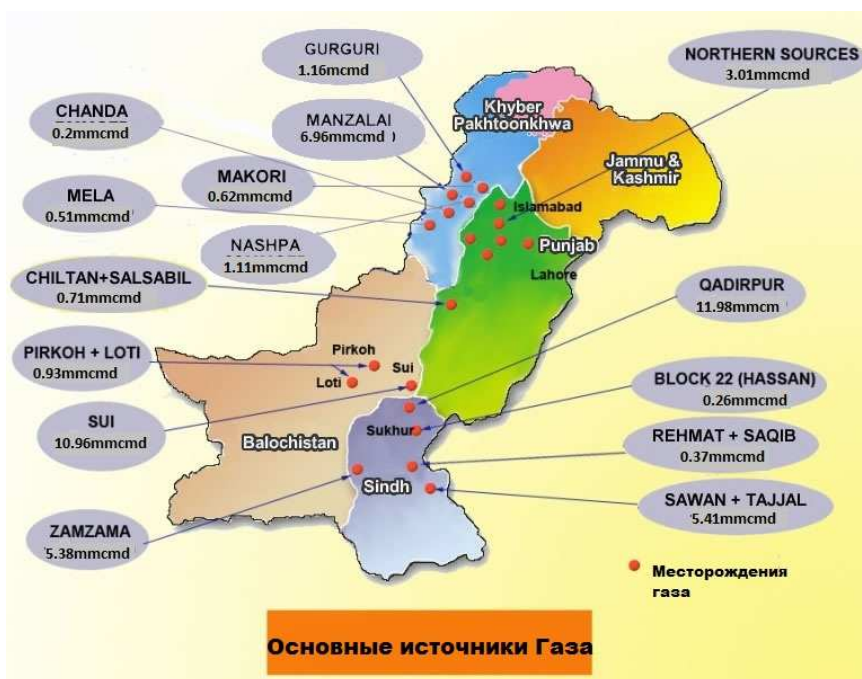 GURGURI
1.16mcmd
NORTHERN SOURCES
3.01mmcmd
CHANDA
0.2mmcmd
MANZALAI
6.96mmcmd)
Khyber
Pakhtoonkhwa
Jammu &
Kashmir
MAKORI
0.62mmcmd
MELA
0.51mmcmd
Islamabad
NASHPA
1.11mmcmd
Punjab
Lahore
CHILTAN+SALSABIL
0.71mmcmd
QADIRPUR
11.98mmcm
PIRKOH + LOTI
0.93mmcmd
Pirkoh
Loti
Sui
BLOCK 22 (HASSAN)
0.26mmcmd
SUI
10.96mmcmd
Balochistan
Sukhur
REHMAT + SAQIB
0.37mmcmd
Sindh
SAWAN + TAJJAL
5.41mmcmd
ZAMZAMA
5.38mmcmd
Месторождения
газа
Основные источники Газа